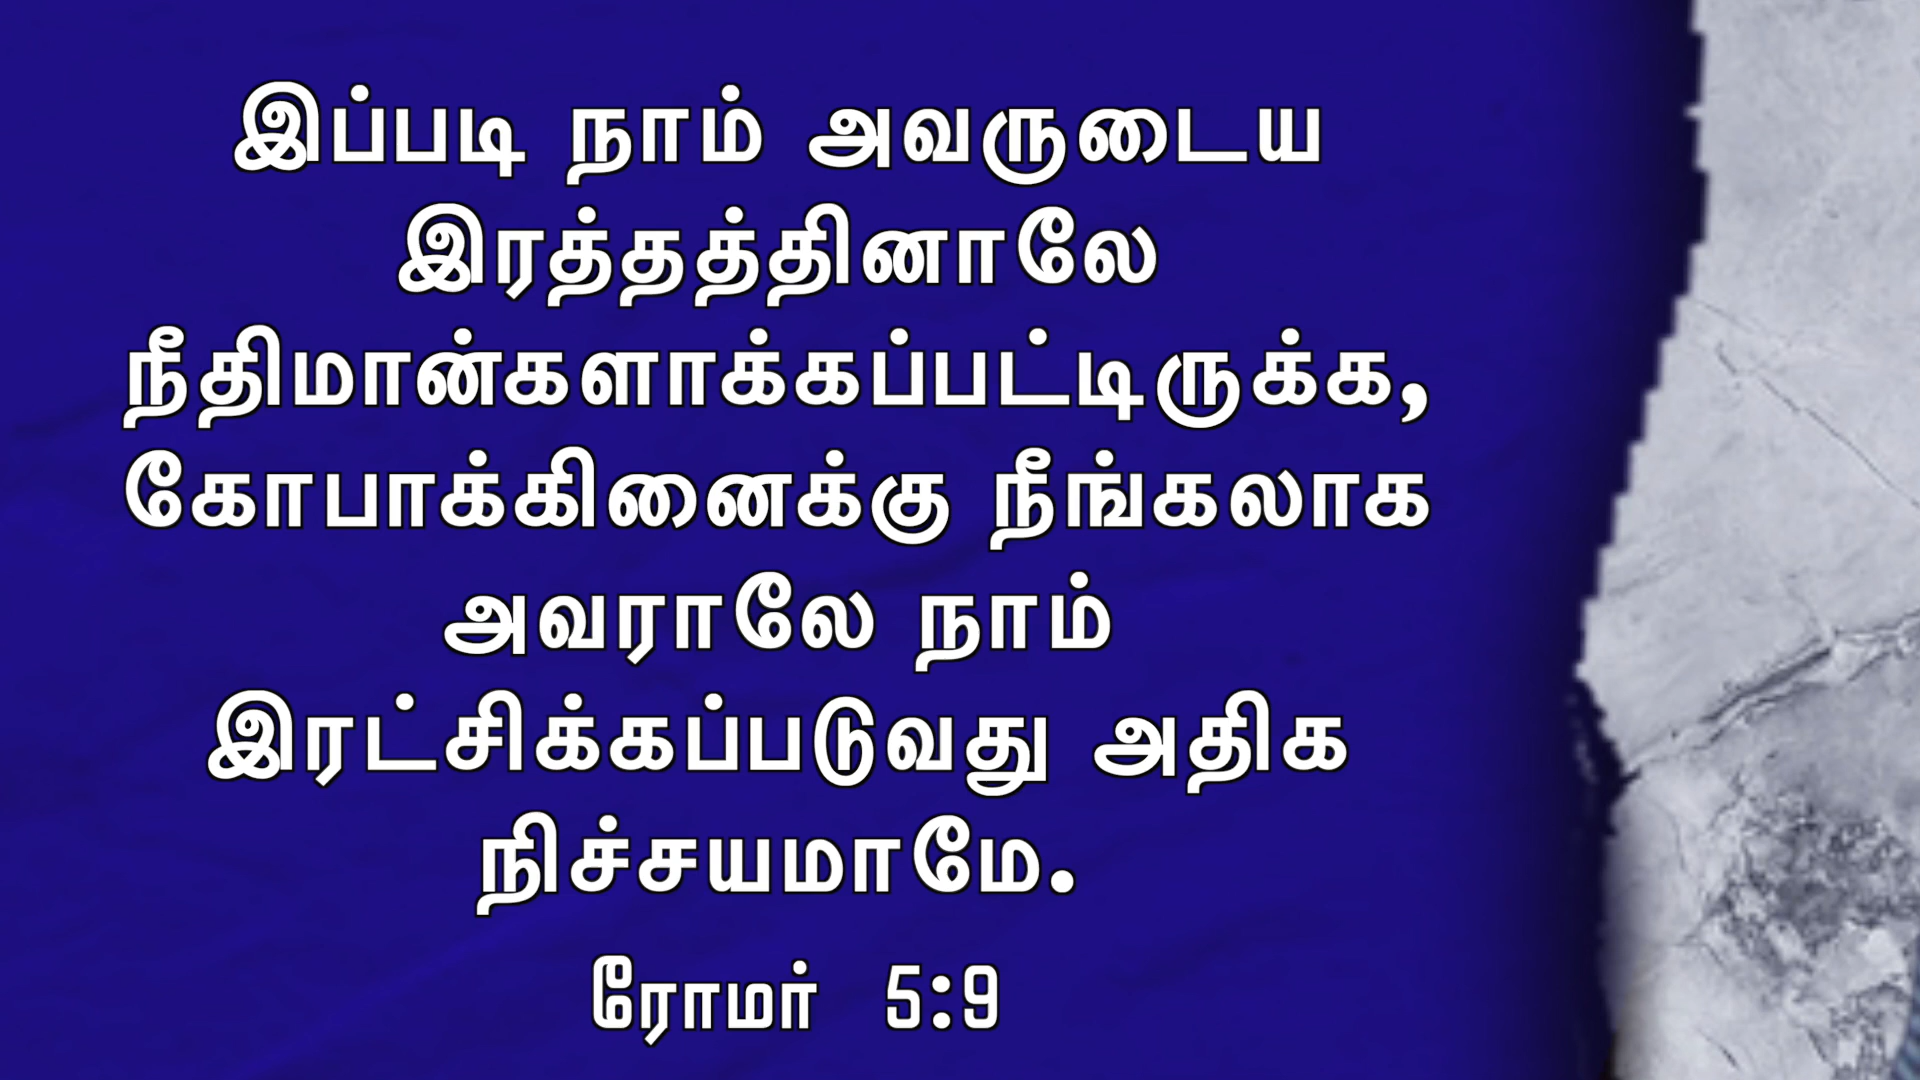 இப்படி நாம் அவருடைய
இரத்தத்தினாலே
நீதிமான்களாக்கப்பட்டிருக்க,
கோபாக்கினைக்கு நீங்கலாக
அவராலே நாம்
இரட்சிக்கப்படுவது அதிக
நிச்சயமாமே.
ரோமர் 5:9